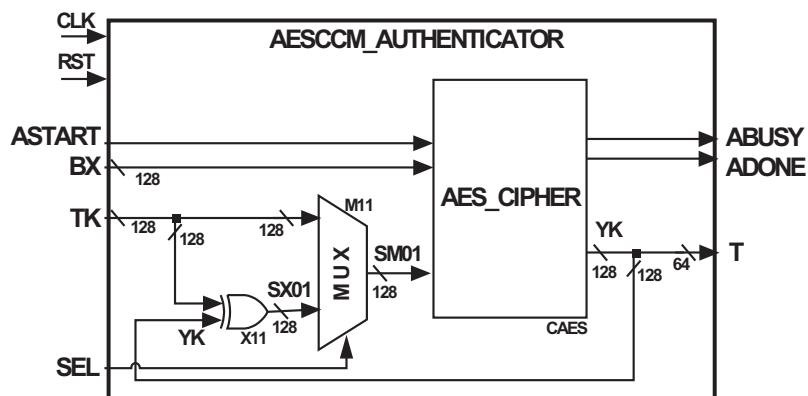 CLK
AESCCM_AUTHENTICATOR
RST
ASTART
ABUSY
BX
128
ADONE
AES_CIPHER
M11
TK
128
128
128
YK
SM01
T
128
128
128
64
MUX
SX01
128
YK
X11
CAES
SEL